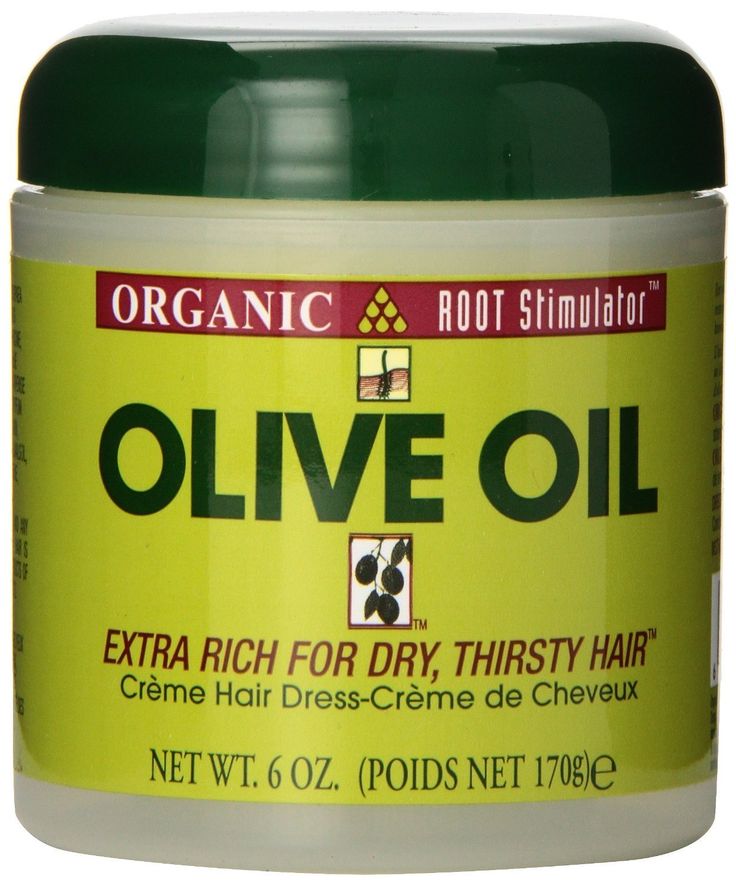 ORGANIC ROOT Stimulator™
OLIVE OIL
™
EXTRA RICH FOR DRY, THIRSTY HAIR™
Crème Hair Dress-Crème de Cheveux
NET WT. 6 OZ. (POIDS NET 170g)℮